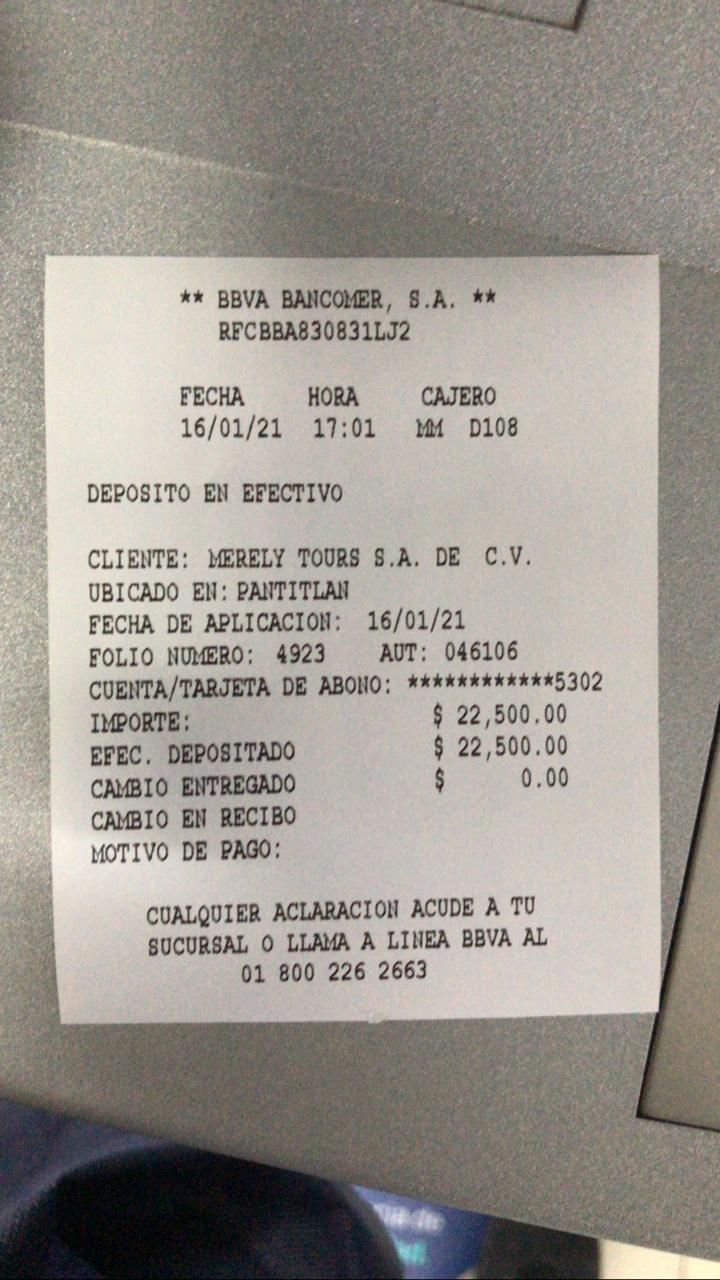 ** BBVA BANCOMER, S.A. **
RFCBBA830831LJ2
FECHA HORA CAJERO
16/01/21 17:01 MM D108
DEPOSITO EN EFECTIVO
CLIENTE: MERELY TOURS S.A. DE C.V.
UBICADO EN: PANTITLAN
FECHA DE APLICACION: 16/01/21
FOLIO NUMERO: 4923 AUT: 046106
CUENTA/TARJETA DE ABONO: ************5302
IMPORTE: $ 22,500.00
EFEC. DEPOSITADO $ 22,500.00
CAMBIO ENTREGADO $ 0.00
CAMBIO EN RECIBO
MOTIVO DE PAGO:
CUALQUIER ACLARACION ACUDE A TU
SUCURSAL O LLAMA A LINEA BBVA AL
01 800 226 2663